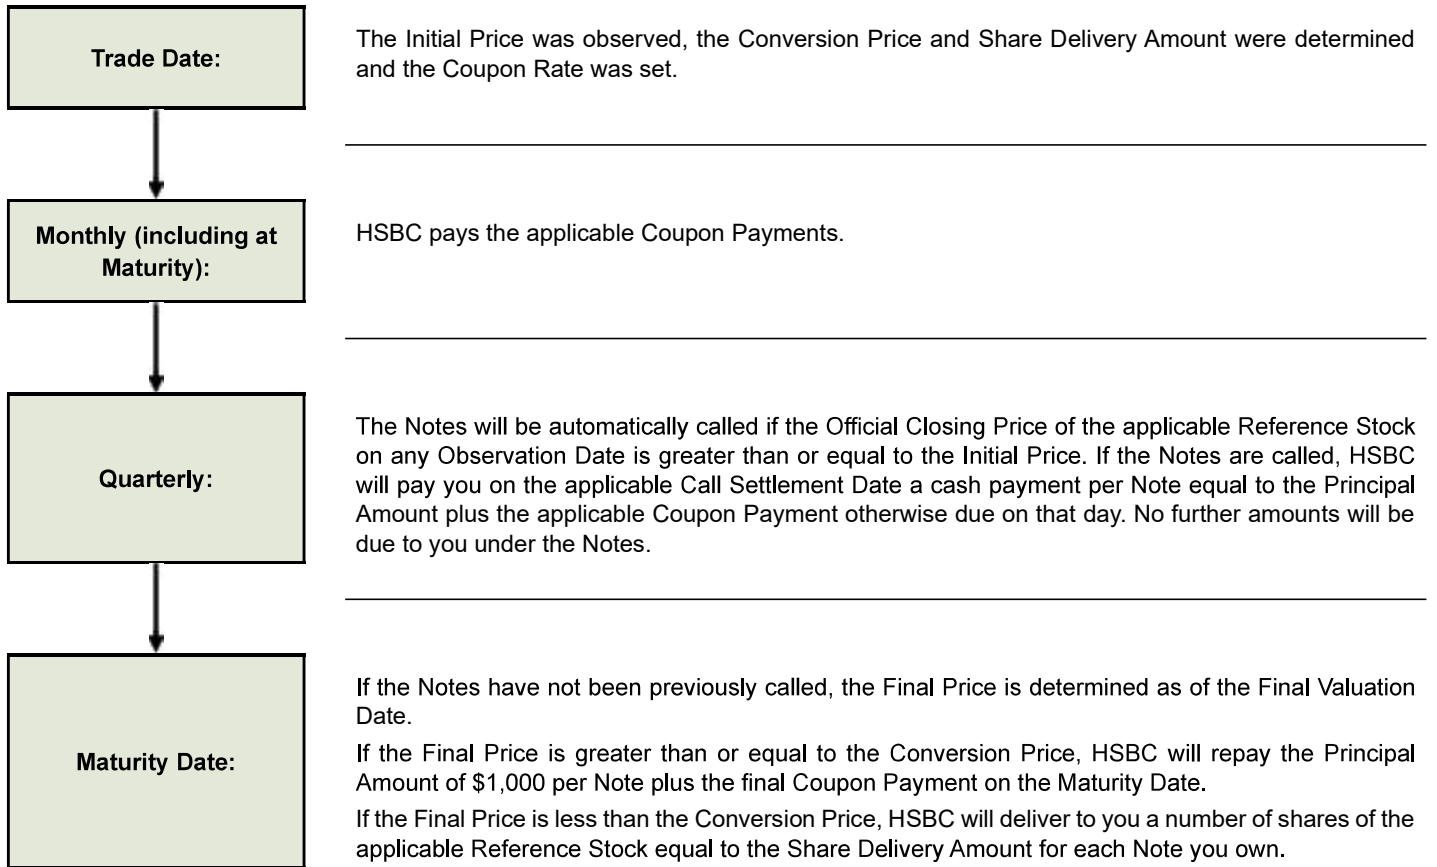 Trade Date:
The Initial Price was observed, the Conversion Price and Share Delivery Amount were determined
and the Coupon Rate was set.
Monthly (including at
Maturity):
HSBC pays the applicable Coupon Payments.
Quarterly:
The Notes will be automatically called if the Official Closing Price of the applicable Reference Stock
on any Observation Date is greater than or equal to the Initial Price. If the Notes are called, HSBC
will pay you on the applicable Call Settlement Date a cash payment per Note equal to the Principal
Amount plus the applicable Coupon Payment otherwise due on that day. No further amounts will be
due to you under the Notes.
Maturity Date:
If the Notes have not been previously called, the Final Price is determined as of the Final Valuation
Date.
If the Final Price is greater than or equal to the Conversion Price, HSBC will repay the Principal
Amount of $1,000 per Note plus the final Coupon Payment on the Maturity Date.
If the Final Price is less than the Conversion Price, HSBC will deliver to you a number of shares of the
applicable Reference Stock equal to the Share Delivery Amount for each Note you own.